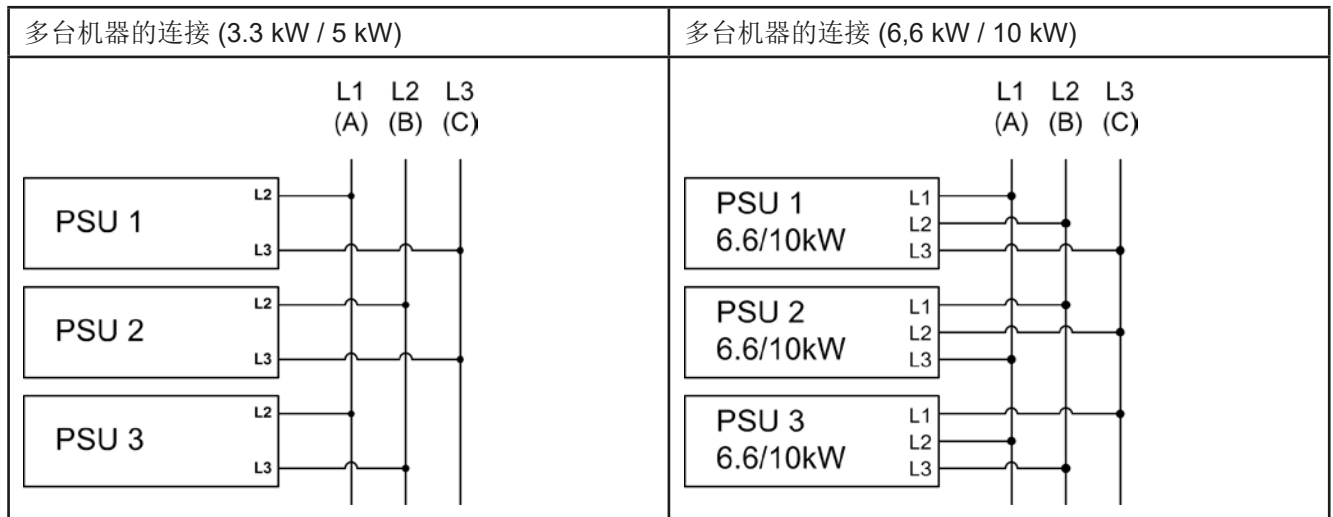 多台机器的连接 (3.3 kW / 5 kW)
多台机器的连接 (6,6 kW / 10 kW)
L1 L2 L3
(A) (B) (C)
L2
PSU 1
L3
L2
PSU 2
L3
L2
PSU 3
L3
L1 L2 L3
(A) (B) (C)
PSU 1
6.6/10kW
L1
L2
L3
PSU 2
6.6/10kW
L1
L2
L3
PSU 3
6.6/10kW
L1
L2
L3